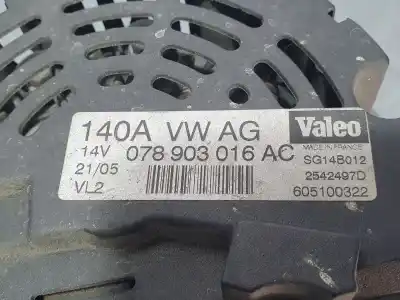 140A VW AG Valeo
14V 078 903 016 AC MADE IN FRANCE
21/05 SG14B012
VL2 2542497D
605100322